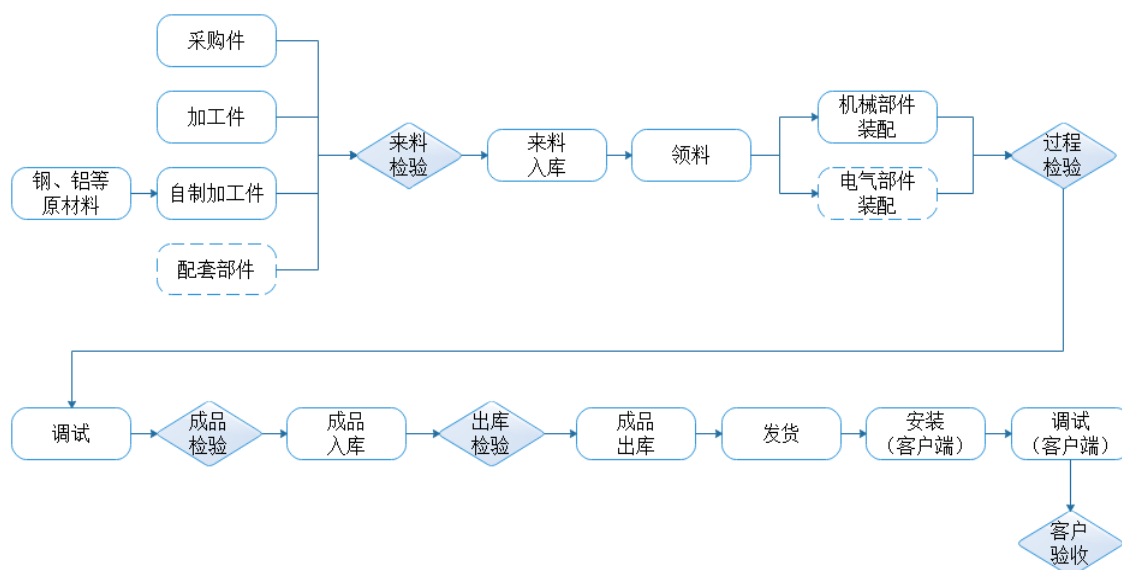 采购件
加工件
钢、铝等
原材料
自制加工件
配套部件
来料
检验
来料
入库
领料
机械部件
装配
电气部件
装配
过程
检验
调试
成品
检验
成品
入库
出库
检验
成品
出库
发货
安装
（客户端）
调试
（客户端）
客户
验收